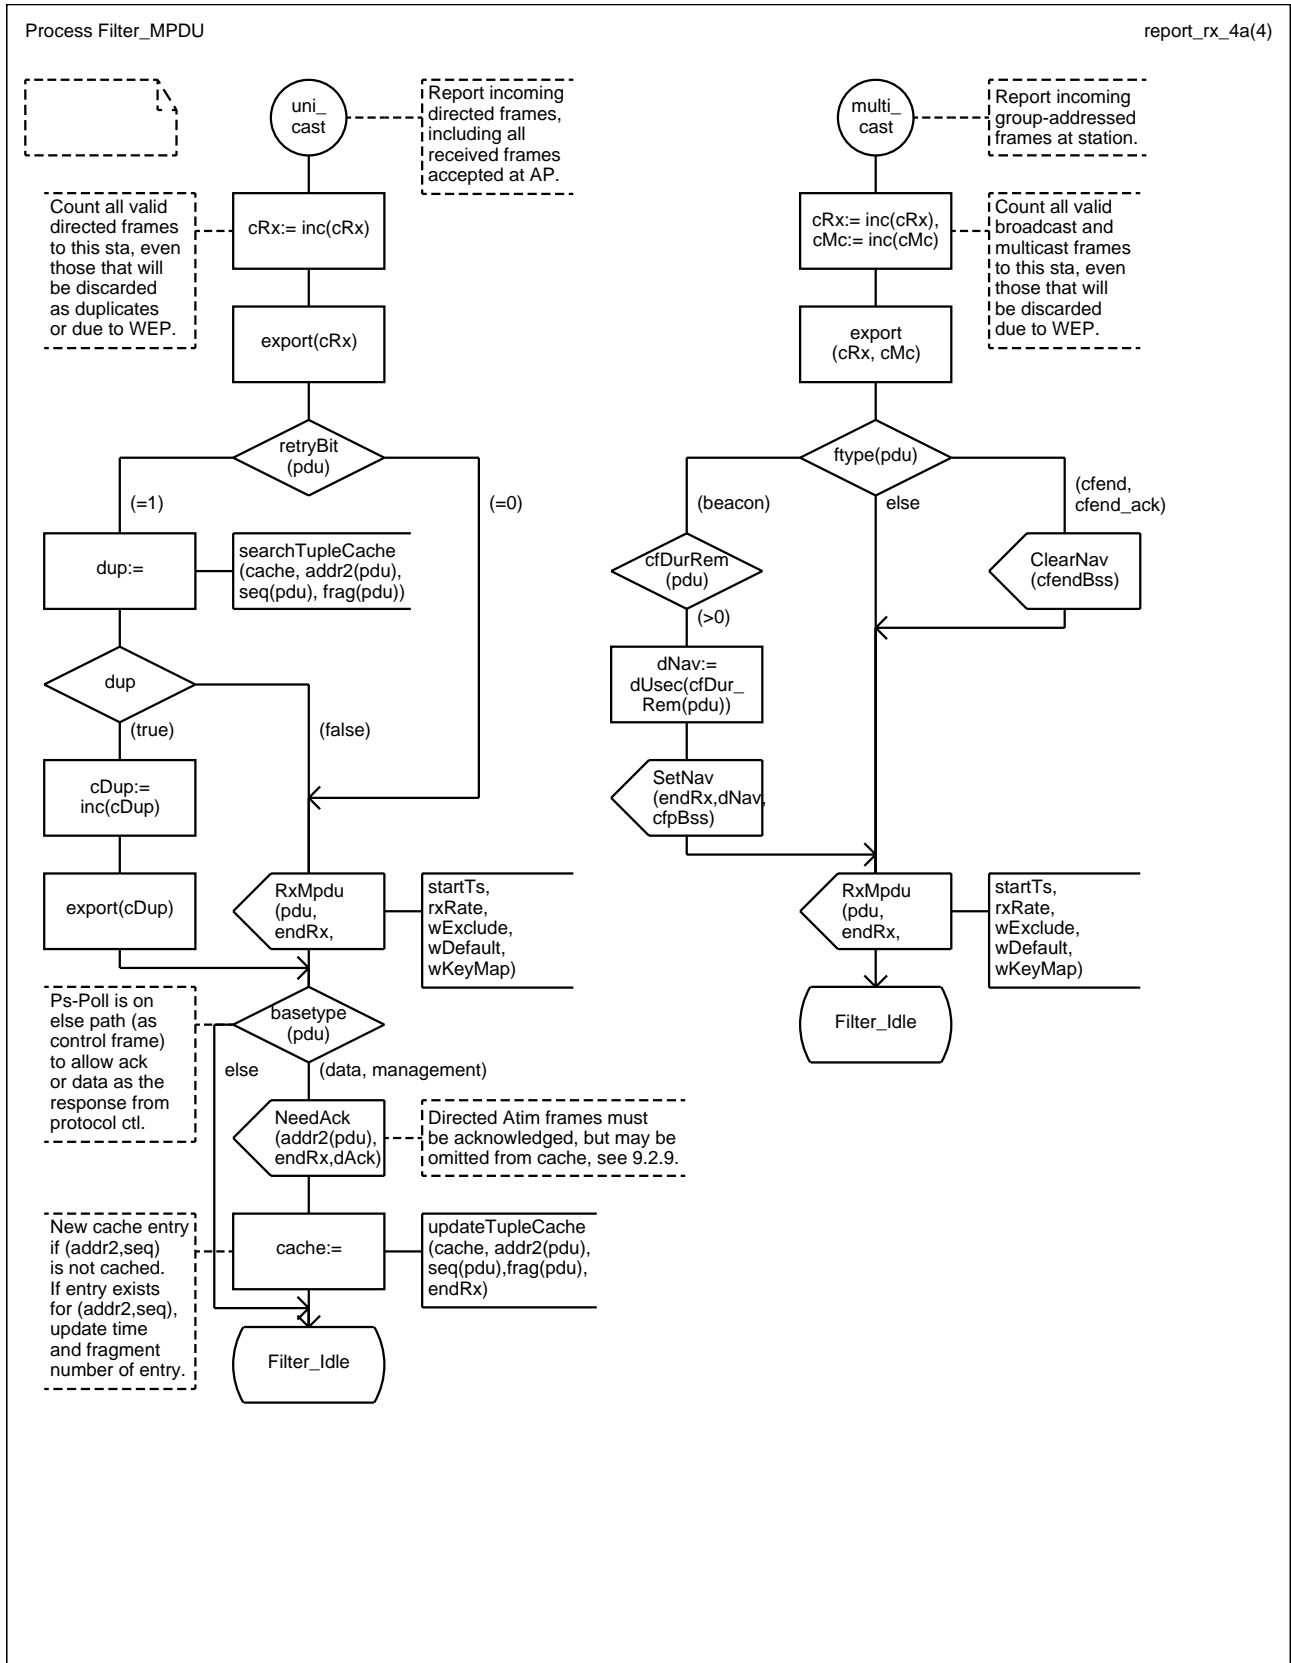 Process Filter_MPDU
report_rx_4a(4)
uni_
cast
Report incoming
directed frames,
including all
received frames
accepted at AP.
Count all valid
directed frames
to this sta, even
those that will
be discarded
as duplicates
or due to WEP.
cRx:= inc(cRx)
export(cRx)
retryBit
(pdu)
(=1)
(=0)
dup:=
searchTupleCache
(cache, addr2(pdu),
seq(pdu), frag(pdu))
dup
(true)
(false)
cDup:=
inc(cDup)
export(cDup)
RxMpdu
(pdu,
endRx,
startTs,
rxRate,
wExclude,
wDefault,
wKeyMap)
Ps-Poll is on
else path (as
control frame)
to allow ack
or data as the
response from
protocol ctl.
basetype
(pdu)
else
(data, management)
NeedAck
(addr2(pdu),
endRx,dAck)
Directed Atim frames must
be acknowledged, but may be
omitted from cache, see 9.2.9.
New cache entry
if (addr2,seq)
is not cached.
If entry exists
for (addr2,seq),
update time
and fragment
number of entry.
cache:=
updateTupleCache
(cache, addr2(pdu),
seq(pdu),frag(pdu),
endRx)
Filter_Idle
multi_
cast
Report incoming
group-addressed
frames at station.
cRx:= inc(cRx),
cMc:= inc(cMc)
Count all valid
broadcast and
multicast frames
to this sta, even
those that will
be discarded
due to WEP.
export
(cRx, cMc)
ftype(pdu)
(beacon)
else
(cfend,
cfend_ack)
cfDurRem
(pdu)
(>0)
ClearNav
(cfendBss)
dNav:=
dUsec(cfDur_
Rem(pdu))
SetNav
(endRx,dNav,
cfpBss)
RxMpdu
(pdu,
endRx,
startTs,
rxRate,
wExclude,
wDefault,
wKeyMap)
Filter_Idle